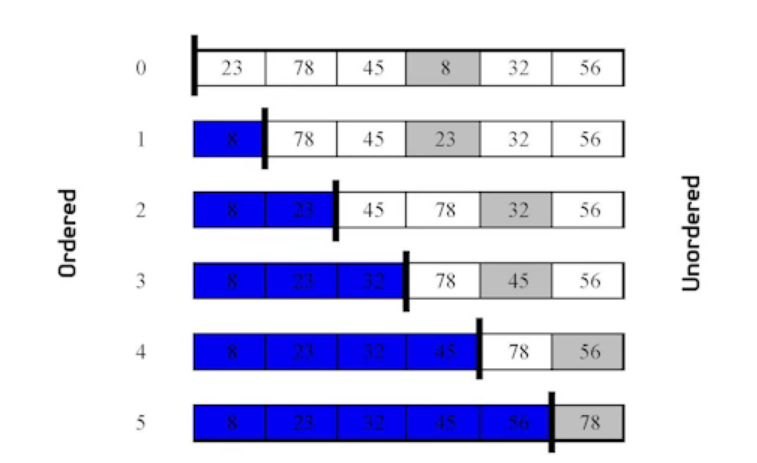 0 23 78 45 8 32 56
1 8 78 45 23 32 56
2 8 23 45 78 32 56
Ordered
Unordered
3 8 23 32 78 45 56
4 8 23 32 45 78 56
5 8 23 32 45 56 78